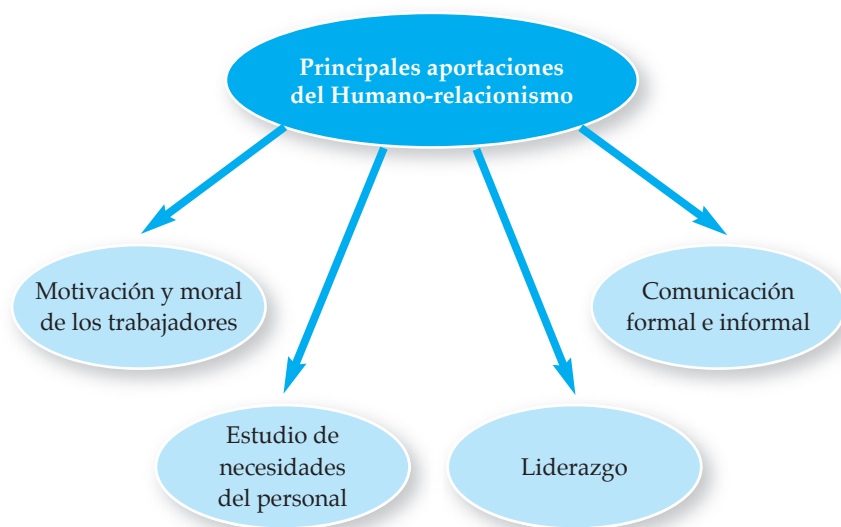 Principales aportaciones
del Humano-relacionismo
Motivación y moral
de los trabajadores
Estudio de
necesidades
del personal
Liderazgo
Comunicación
formal e informal